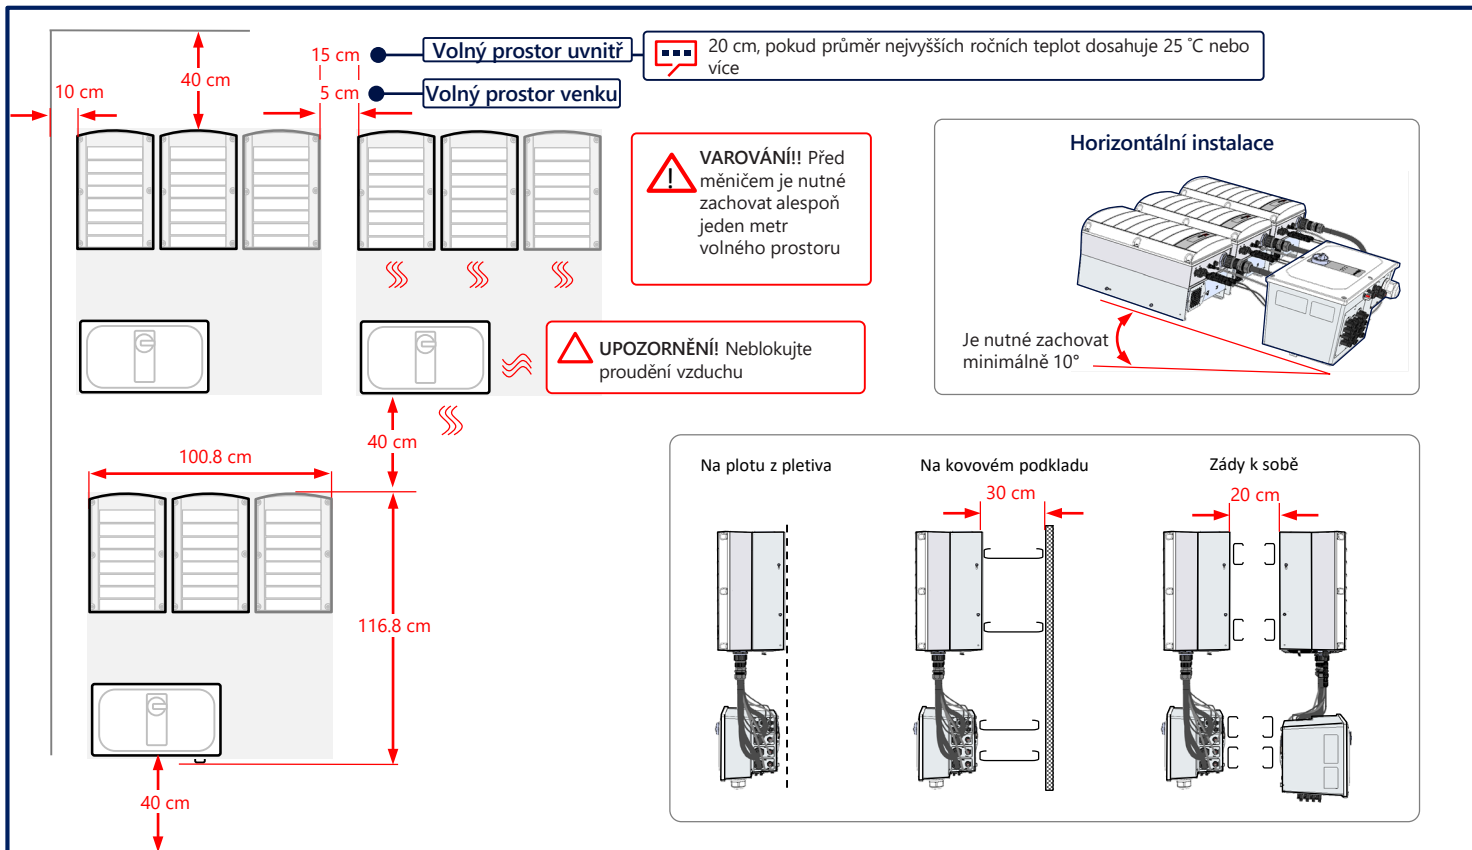 15 cm
Volný prostor uvnitř
20 cm, pokud průměr nejvyšších ročních teplot dosahuje 25 ˚C nebo
více
40 cm
10 cm
5 cm
Volný prostor venku
VAROVÁNÍ!! Před
měničem je nutné
zachovat alespoň
jeden metr
volného prostoru
UPOZORNĚNÍ! Neblokujte
proudění vzduchu
Horizontální instalace
Je nutné zachovat
minimálně 10°
40 cm
100.8 cm
116.8 cm
40 cm
Na plotu z pletiva
Na kovovém podkladu
Zády k sobě
30 cm
20 cm